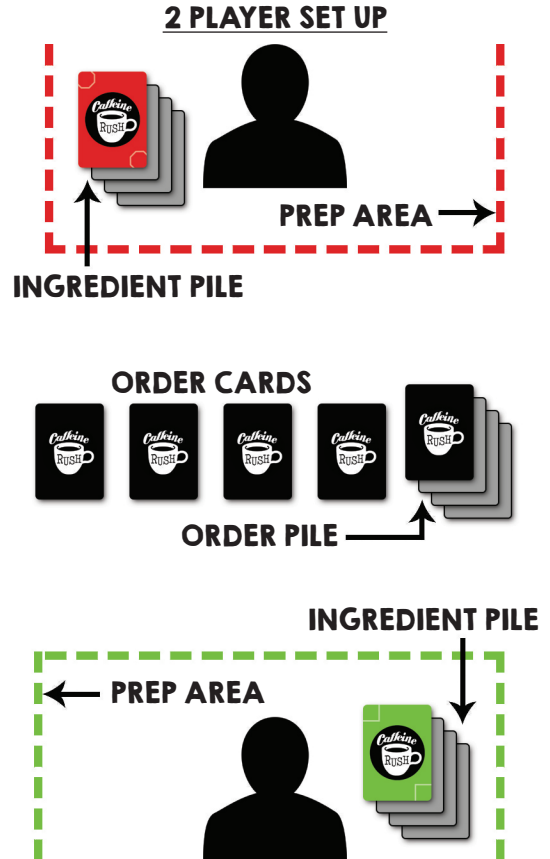 2 PLAYER SET UP
Caffeine
RUSH
PREP AREA
INGREDIENT PILE
ORDER CARDS
Caffeine
RUSH
Caffeine
RUSH
Caffeine
RUSH
Caffeine
RUSH
Caffeine
RUSH
ORDER PILE
INGREDIENT PILE
PREP AREA
Caffeine
RUSH